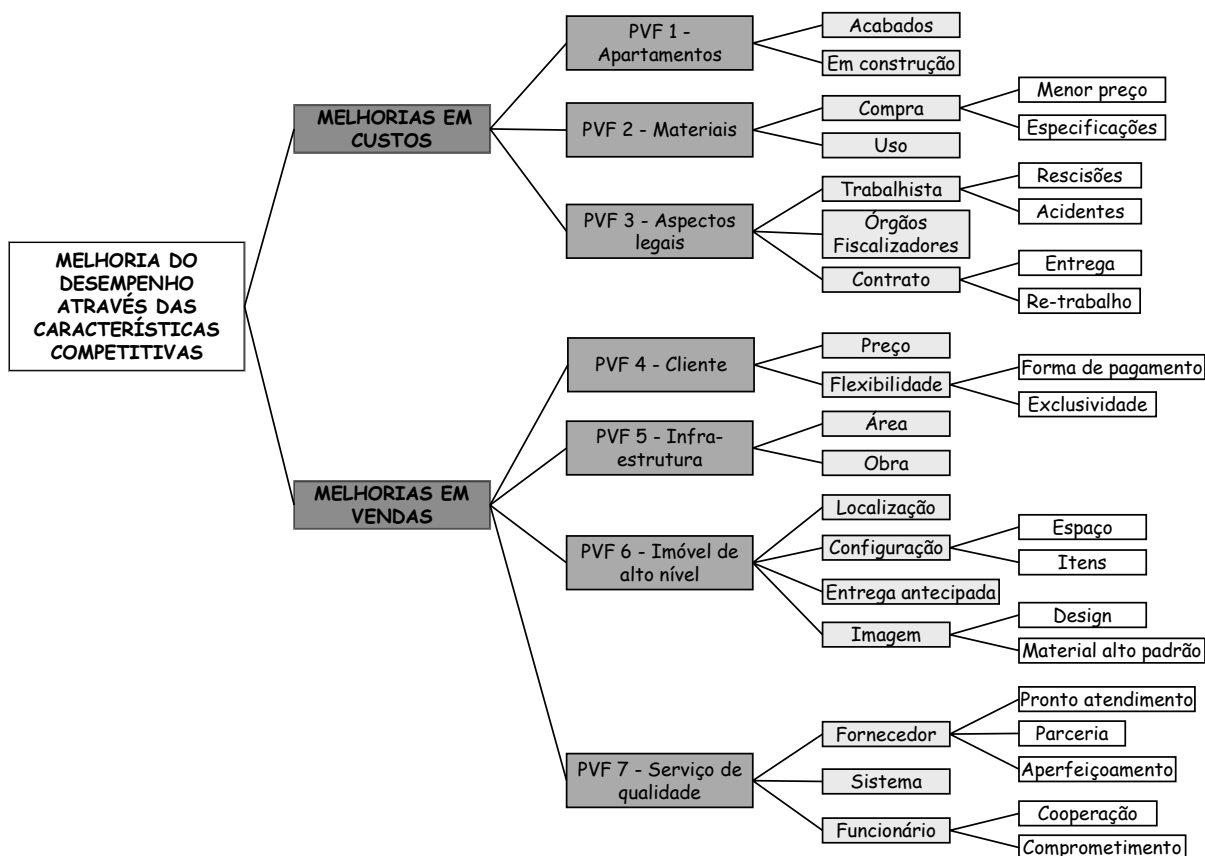 MELHORIA DO
DESEMPENHO
ATRAVÉS DAS
CARACTERÍSTICAS
COMPETITIVAS
MELHORIAS EM
CUSTOS
PVF 1 -
Apartamentos
Acabados
Em construção
PVF 2 - Materiais
Compra
Menor preço
Especificações
Uso
PVF 3 - Aspectos
legais
Trabalhista
Rescisões
Acidentes
Órgãos
Fiscalizadores
Contrato
Entrega
Re-trabalho
MELHORIAS EM
VENDAS
PVF 4 - Cliente
Preço
Flexibilidade
Forma de pagamento
Exclusividade
PVF 5 - Infra-
estrutura
Área
Obra
PVF 6 - Imóvel de
alto nível
Localização
Configuração
Espaço
Itens
Entrega antecipada
Imagem
Design
Material alto padrão
PVF 7 - Serviço de
qualidade
Fornecedor
Pronto atendimento
Parceria
Aperfeiçoamento
Sistema
Funcionário
Cooperação
Comprometimento